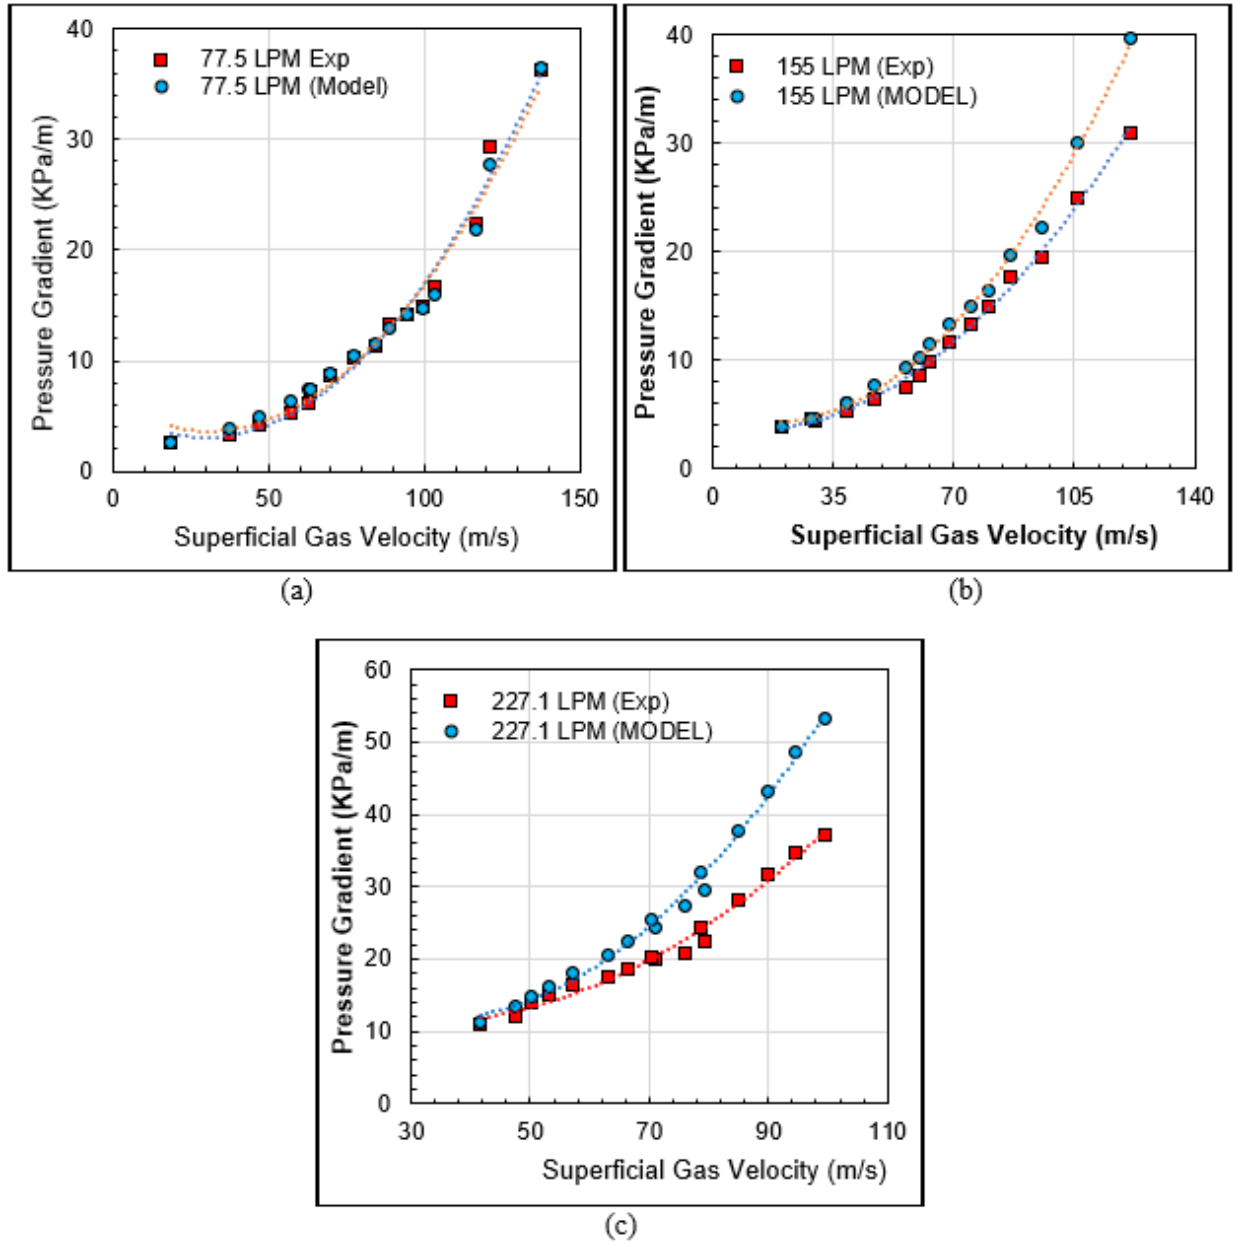 40
30
20
10
0
0
50
100
150
Pressure Gradient (KPa/m)
77.5 LPM Exp
77.5 LPM (Model)
Superficial Gas Velocity (m/s)
(a)
40
30
20
10
0
0
35
70
105
140
Pressure Gradient (KPa/m)
155 LPM (Exp)
155 LPM (MODEL)
Superficial Gas Velocity (m/s)
(b)
60
50
40
30
20
10
0
30
50
70
90
110
Pressure Gradient (KPa/m)
227.1 LPM (Exp)
227.1 LPM (MODEL)
Superficial Gas Velocity (m/s)
(c)